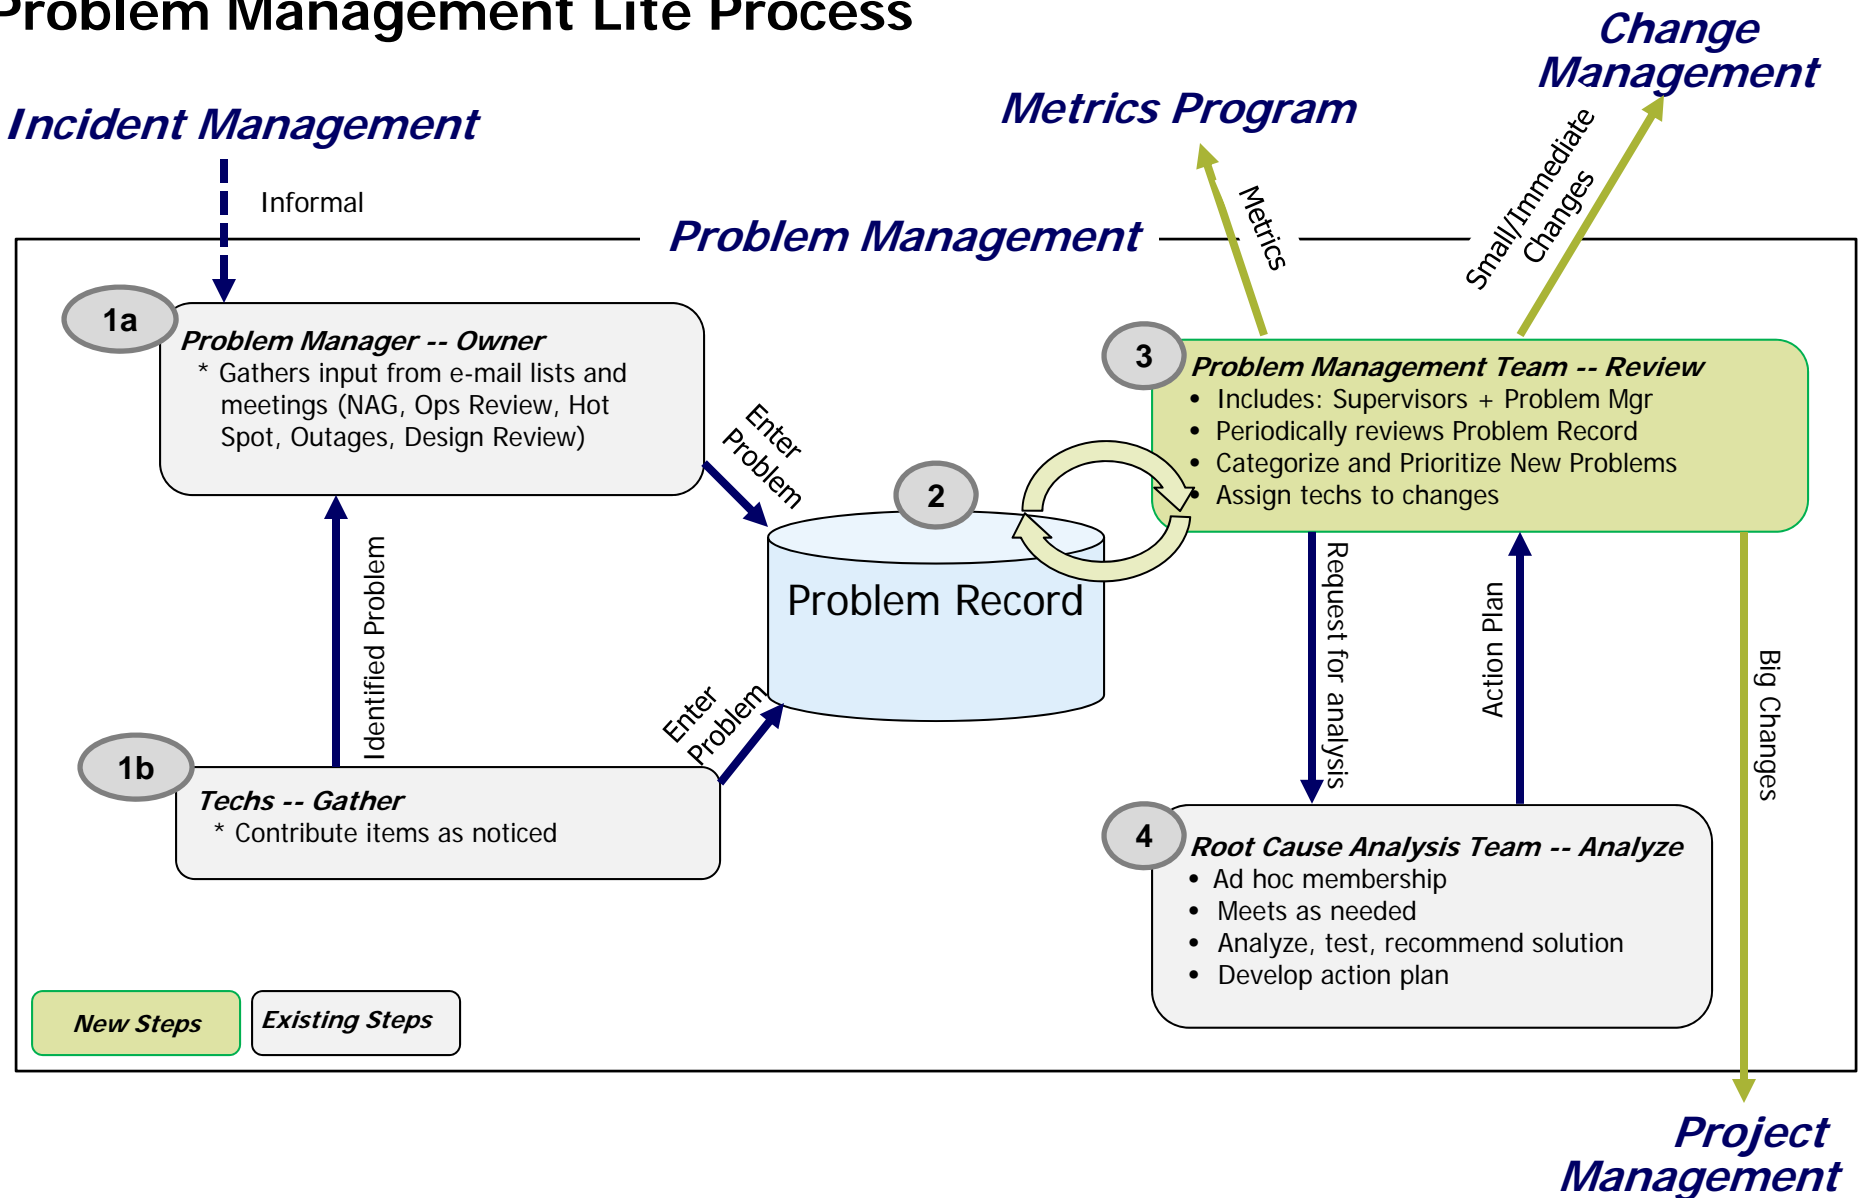 Problem Management Lite Process
Change
Management
Metrics Program
Incident Management
Informal
Metrics
Small/Immediate
Changes
Problem Management
1a
Problem Manager -- Owner
* Gathers input from e-mail lists and
meetings (NAG, Ops Review, Hot
Spot, Outages, Design Review)
Enter
Problem
3
Problem Management Team -- Review
• Includes: Supervisors + Problem Mgr
• Periodically reviews Problem Record
• Categorize and Prioritize New Problems
• Assign techs to changes
2
Problem Record
Identified Problem
Enter
Problem
Request for analysis
Action Plan
Big Changes
1b
Techs -- Gather
* Contribute items as noticed
4
Root Cause Analysis Team -- Analyze
• Ad hoc membership
• Meets as needed
• Analyze, test, recommend solution
• Develop action plan
New Steps
Existing Steps
Project
Management